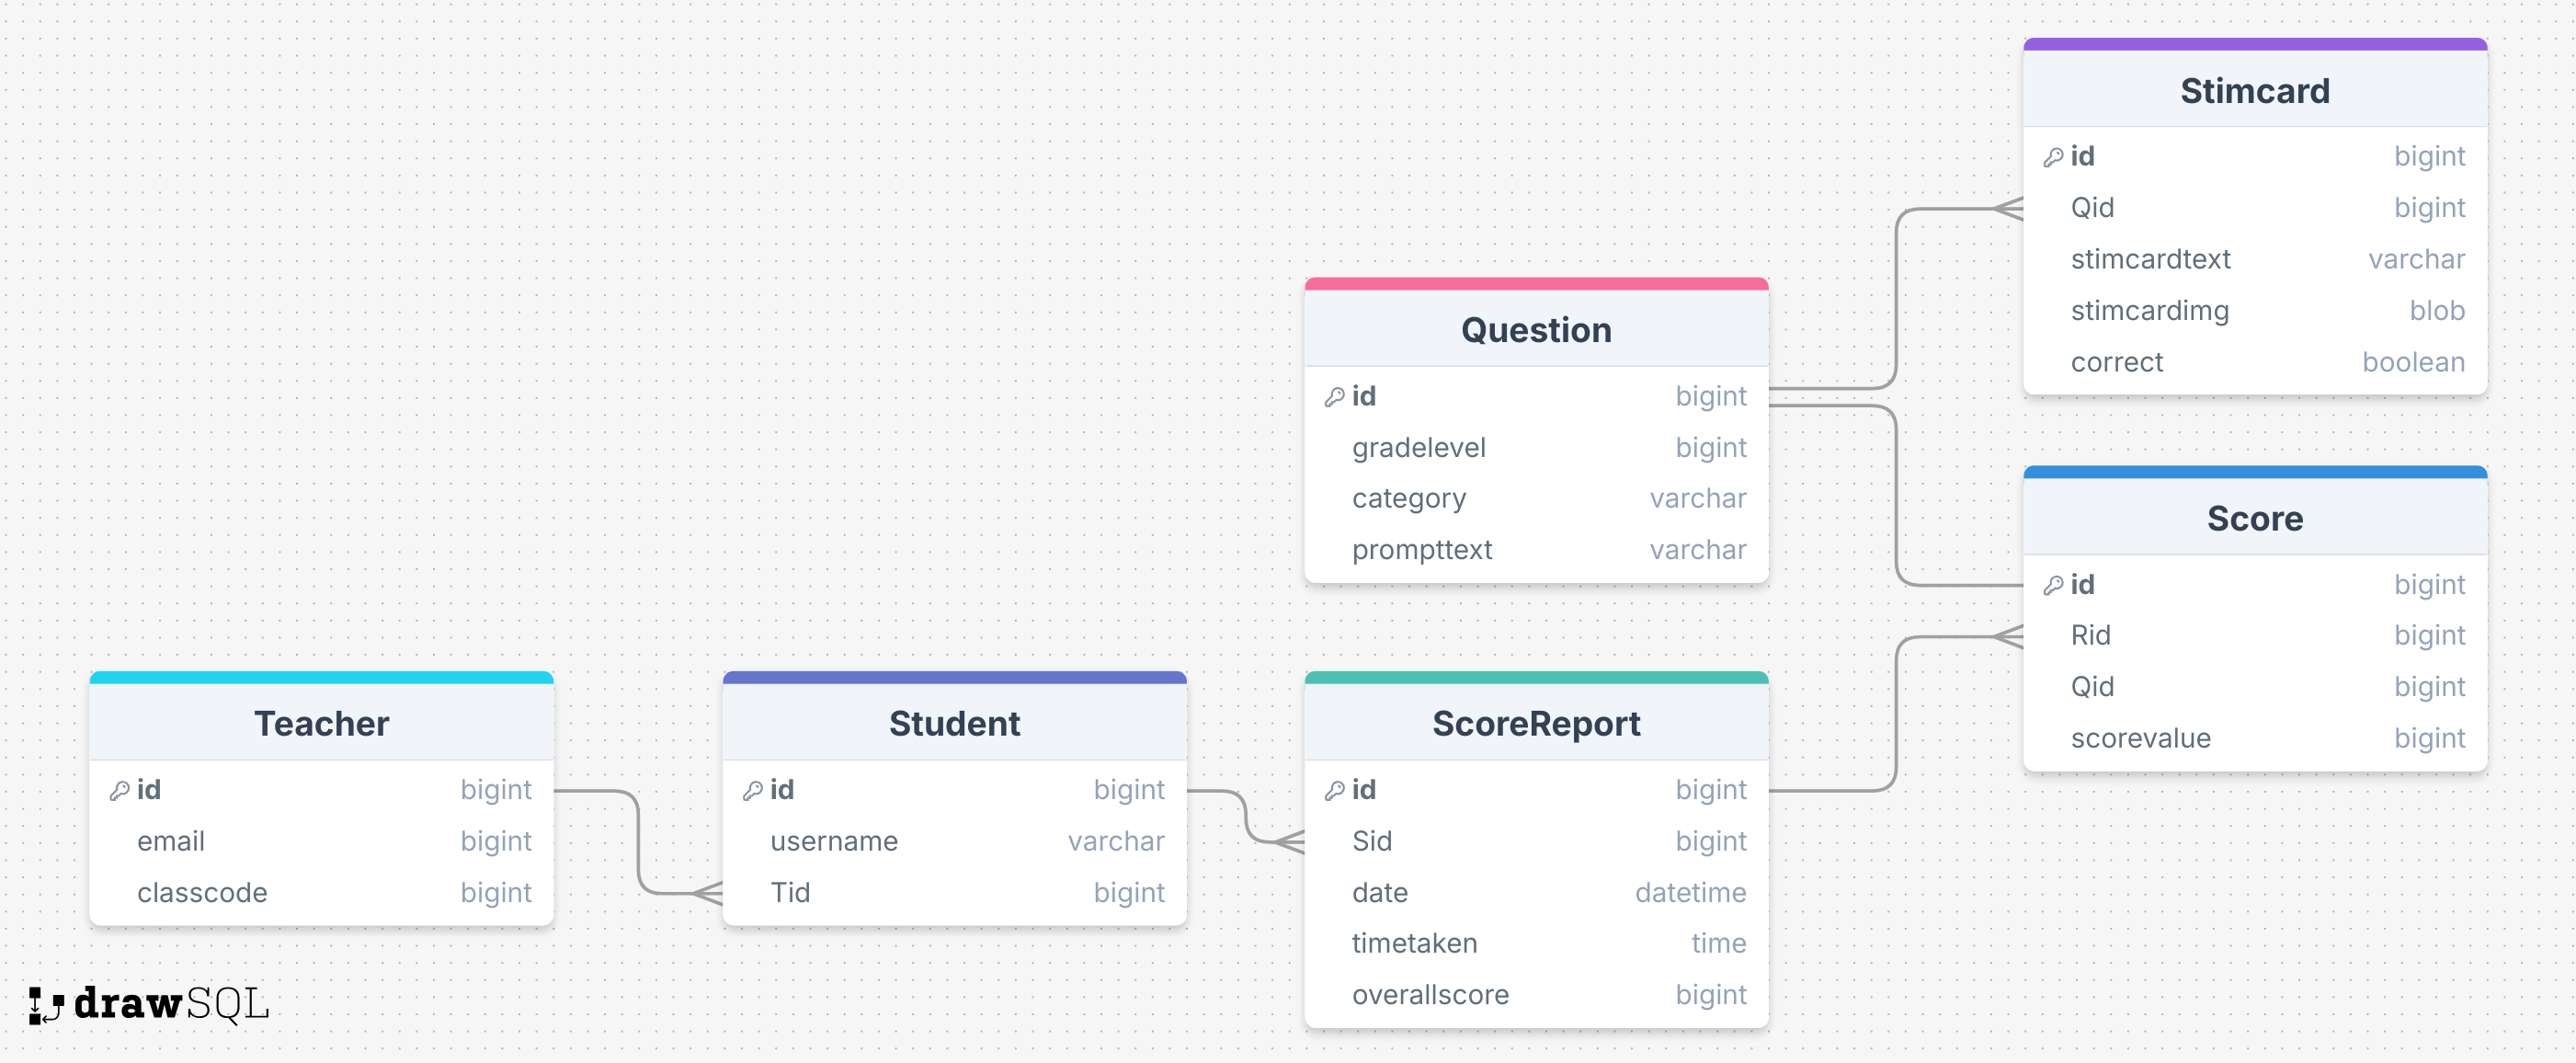 Stimcard
id bigint
Qid bigint
stimcardtext varchar
stimcardimg blob
correct boolean
Question
id bigint
gradelevel bigint
category varchar
prompttext varchar
Score
id bigint
Rid bigint
Qid bigint
scorevalue bigint
Teacher
id bigint
email bigint
classcode bigint
Student
id bigint
username varchar
Tid bigint
ScoreReport
id bigint
Sid bigint
date datetime
timetaken time
overallscore bigint
drawSQL